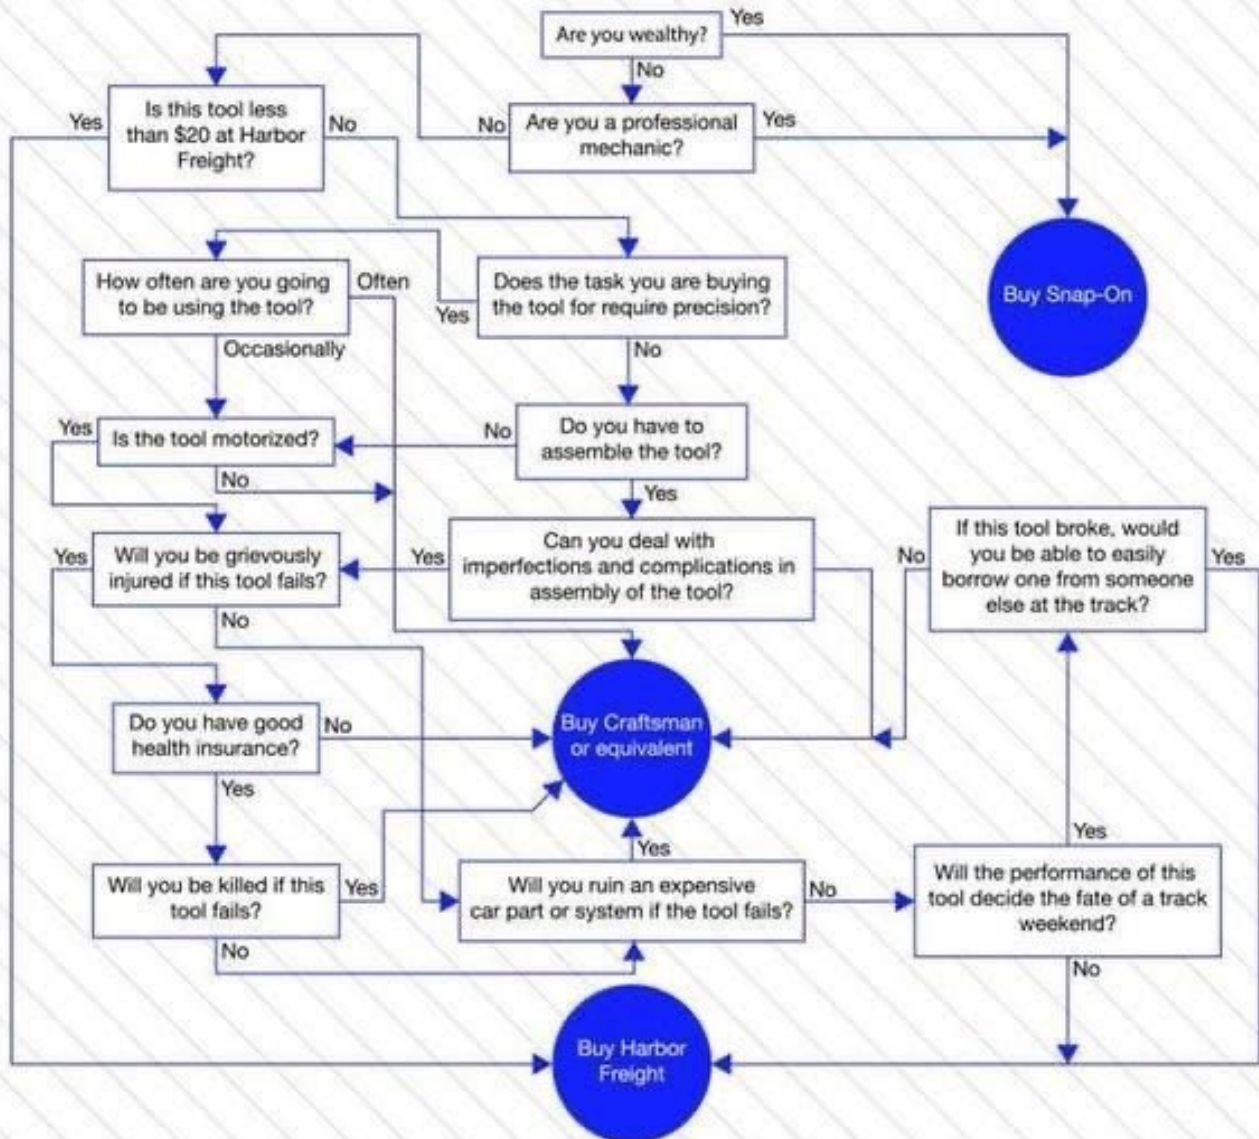 Are you wealthy?
Yes
No
Is this tool less
than $20 at Harbor
Freight?
Yes
No
Are you a professional
mechanic?
No
Yes
How often are you going
to be using the tool?
Often
Occasionally
Does the task you are buying
the tool for require precision?
Yes
No
Buy Snap-On
Is the tool motorized?
Yes
No
Do you have to
assemble the tool?
No
Yes
Will you be grievously
injured if this tool fails?
Yes
No
Can you deal with
imperfections and complications in
assembly of the tool?
Yes
If this tool broke, would
you be able to easily
borrow one from someone
else at the track?
No
Yes
Do you have good
health insurance?
No
Yes
Buy Craftsman
or equivalent
Will you be killed if this
tool fails?
Yes
No
Will you ruin an expensive
car part or system if the tool fails?
Yes
No
Will the performance of this
tool decide the fate of a track
weekend?
Yes
No
Buy Harbor
Freight